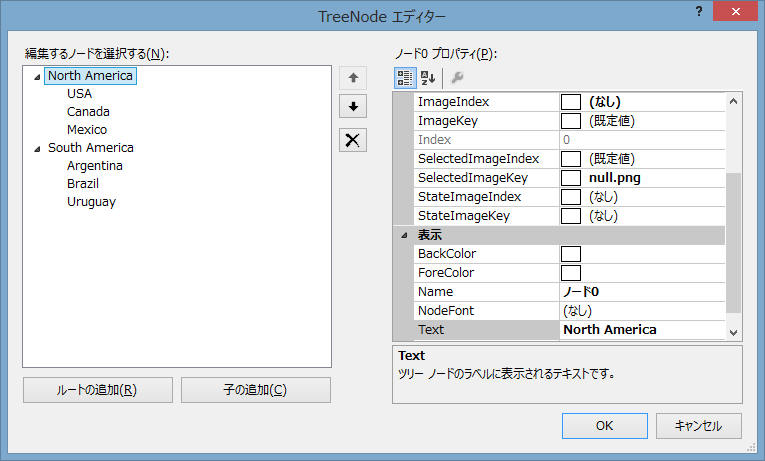 TreeNode エディター
?
編集するノードを選択する(N):
North America
USA
Canada
Mexico
South America
Argentina
Brazil
Uruguay
ルートの追加(R)
子の追加(C)
ノード0 プロパティ(P):
ImageIndex (なし)
ImageKey (既定値)
Index 0
SelectedImageIndex (既定値)
SelectedImageKey null.png
StateImageIndex (なし)
StateImageKey (なし)
表示
BackColor
ForeColor
Name ノード0
NodeFont (なし)
Text North America
Text
ツリー ノードのラベルに表示されるテキストです。
OK
キャンセル